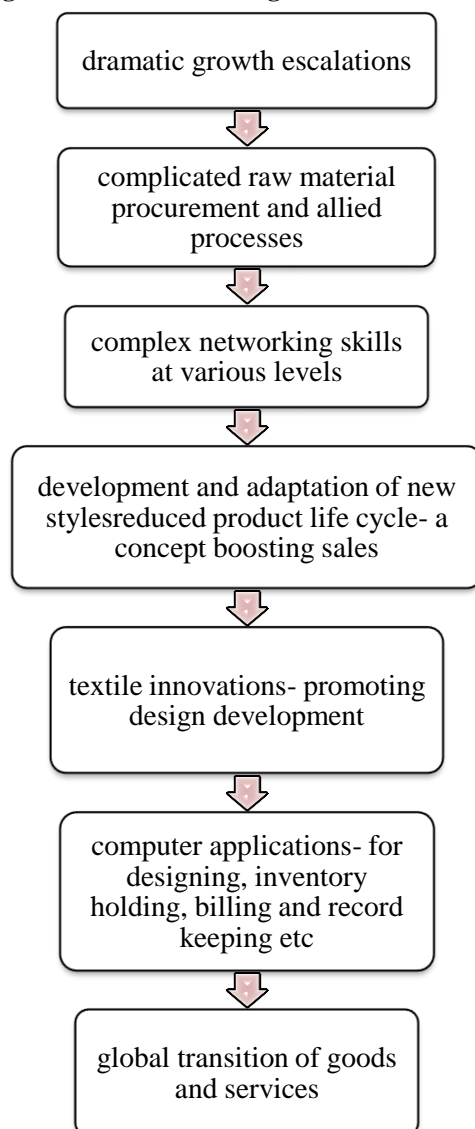 dramatic growth escalations
complicated raw material
procurement and allied
processes
complex networking skills
at various levels
development and adaptation of new
stylesreduced product life cycle- a
concept boosting sales
textile innovations- promoting
design development
computer applications- for
designing, inventory
holding, billing and record
keeping etc
global transition of goods
and services